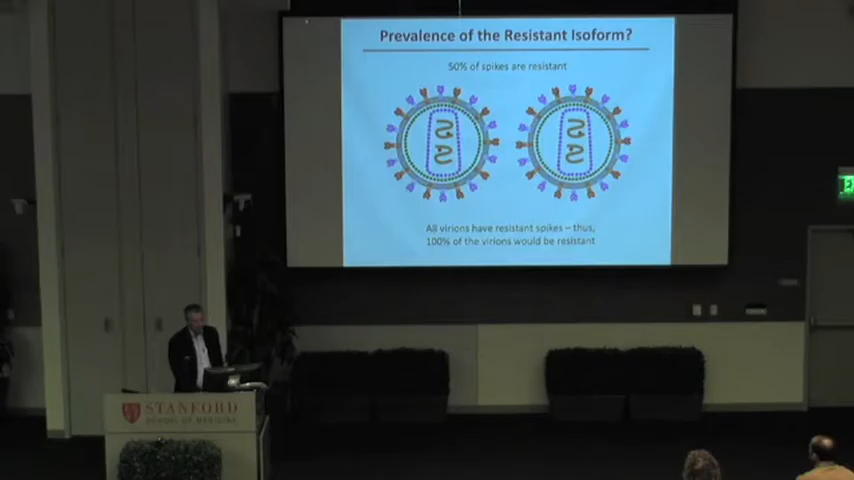 Prevalence of the Resistant Isoform?
50% of spikes are resistant
All virions have resistant spikes – thus,
100% of the virions would be resistant
STANFORD
SCHOOL OF MEDICINE